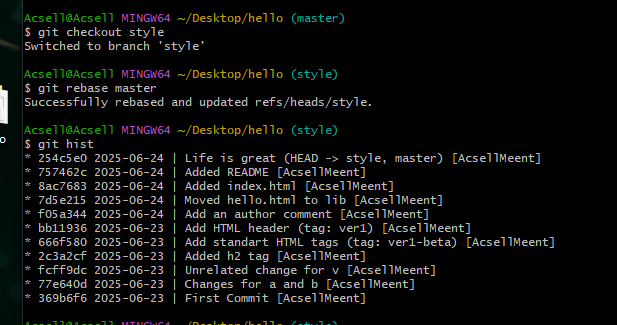 Acsell@Acsell MINGW64 ~/Desktop/hello (master)
$ git checkout style
Switched to branch 'style'
Acsell@Acsell MINGW64 ~/Desktop/hello (style)
$ git rebase master
Successfully rebased and updated refs/heads/style.
Acsell@Acsell MINGW64 ~/Desktop/hello (style)
$ git hist
* 254c5e0 2025-06-24 | Life is great (HEAD -> style, master) [AcsellMeent]
* 757462c 2025-06-24 | Added README [AcsellMeent]
* 8ac7683 2025-06-24 | Added index.html [AcsellMeent]
* 7d5e215 2025-06-24 | Moved hello.html to lib [AcsellMeent]
* f05a344 2025-06-24 | Add an author comment [AcsellMeent]
* bb11936 2025-06-23 | Add HTML header (tag: ver1) [AcsellMeent]
* 666f580 2025-06-23 | Add standart HTML tags (tag: ver1-beta) [AcsellMeent]
* 2c3a2cf 2025-06-23 | Added h2 tag [AcsellMeent]
* fcff9dc 2025-06-23 | Unrelated change for v [AcsellMeent]
* 77e640d 2025-06-23 | Changes for a and b [AcsellMeent]
* 369b6f6 2025-06-23 | First Commit [AcsellMeent]